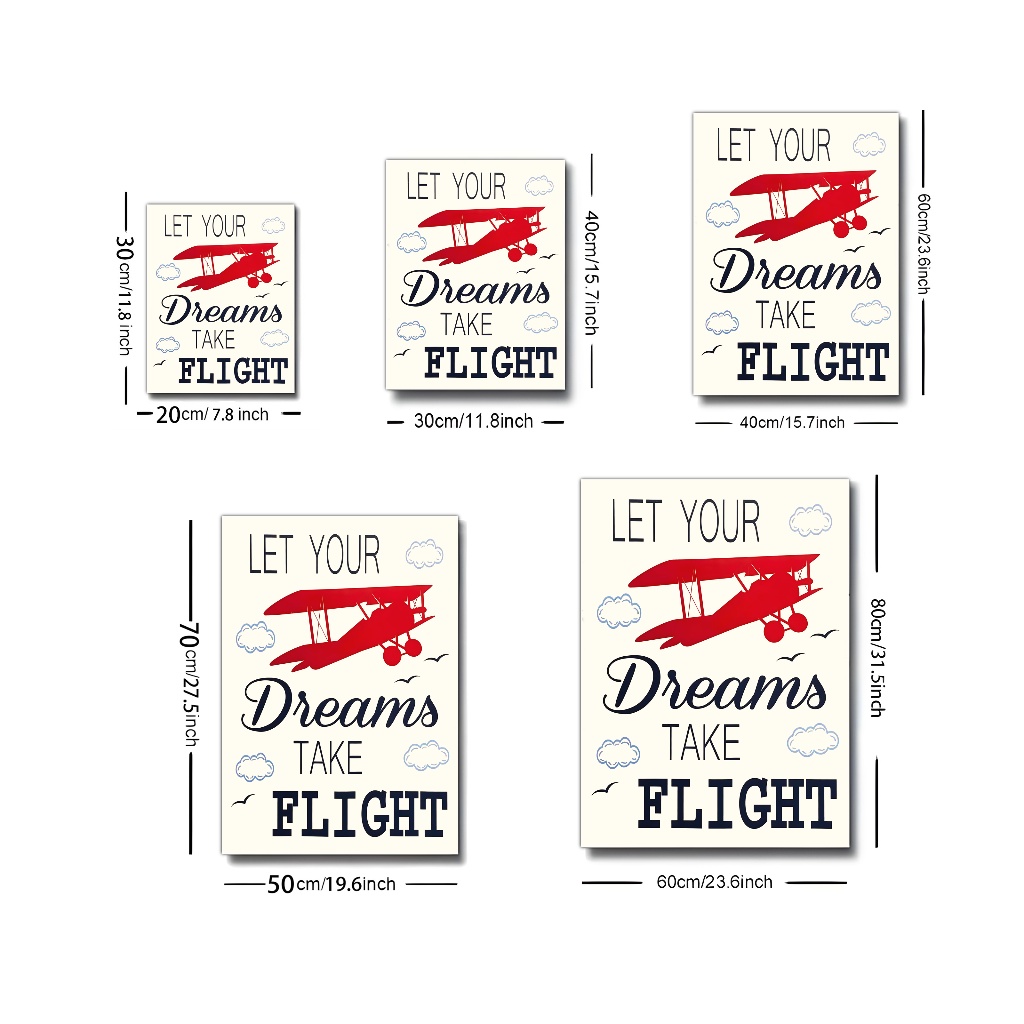 LET YOUR
Dreams
TAKE
FLIGHT
30cm/11.8 inch
20cm/ 7.8 inch
LET YOUR
Dreams
TAKE
FLIGHT
40cm/15.7inch
30cm/11.8inch
LET YOUR
Dreams
TAKE
FLIGHT
60cm/23.6inch
40cm/15.7inch
LET YOUR
Dreams
TAKE
FLIGHT
70cm/27.5inch
50cm/19.6inch
LET YOUR
Dreams
TAKE
FLIGHT
80cm/31.5inch
60cm/23.6inch